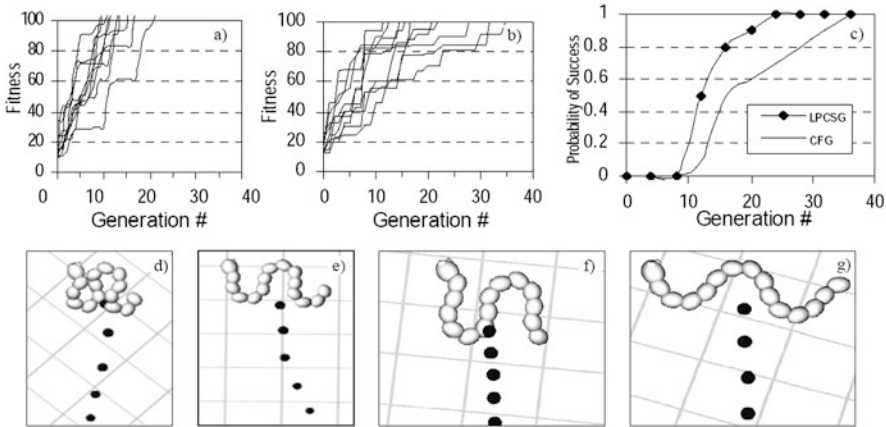 a)
Fitness
100
80
60
40
20
0
0 10 20 30 40
Generation #
b)
Fitness
100
80
60
40
20
0
0 10 20 30 40
Generation #
c)
Probability of Success
1
0.8
0.6
0.4
0.2
0
LPCSG
CFG
0 10 20 30 40
Generation #
d)
e)
f)
g)